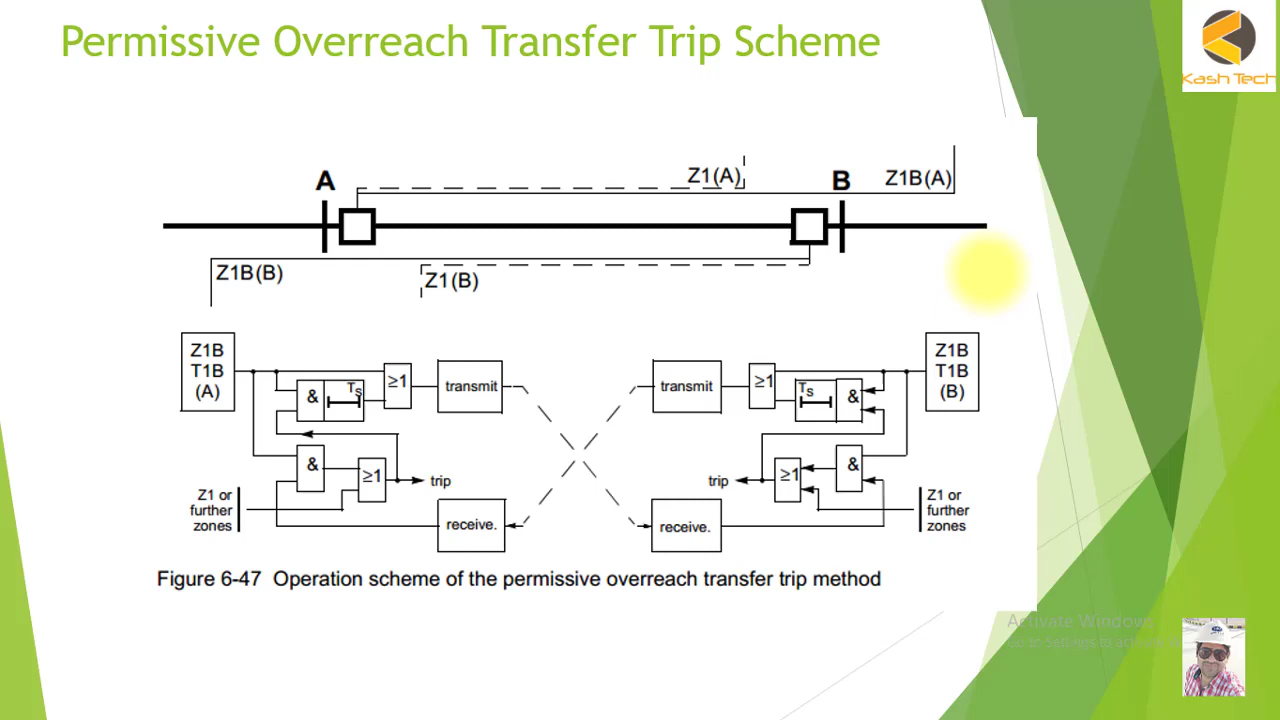 Permissive Overreach Transfer Trip Scheme
Kash Tech
A
Z1(A)
B
Z1B(A)
Z1B(B)
Z1(B)
Z1B
T1B
(A)
&
Ts
≥1
transmit
transmit
≥1
Ts
&
Z1B
T1B
(B)
&
≥1
trip
trip
≥1
&
Z1 or
further
zones
receive.
receive.
Z1 or
further
zones
Figure 6-47 Operation scheme of the permissive overreach transfer trip method
Activate Windows